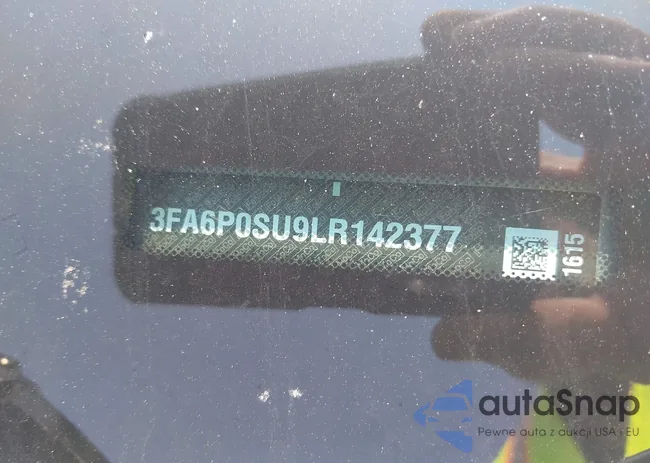 3FA6P0SU9LR142377
1615
autaSnap
Pewne auta z aukcji USA i EU